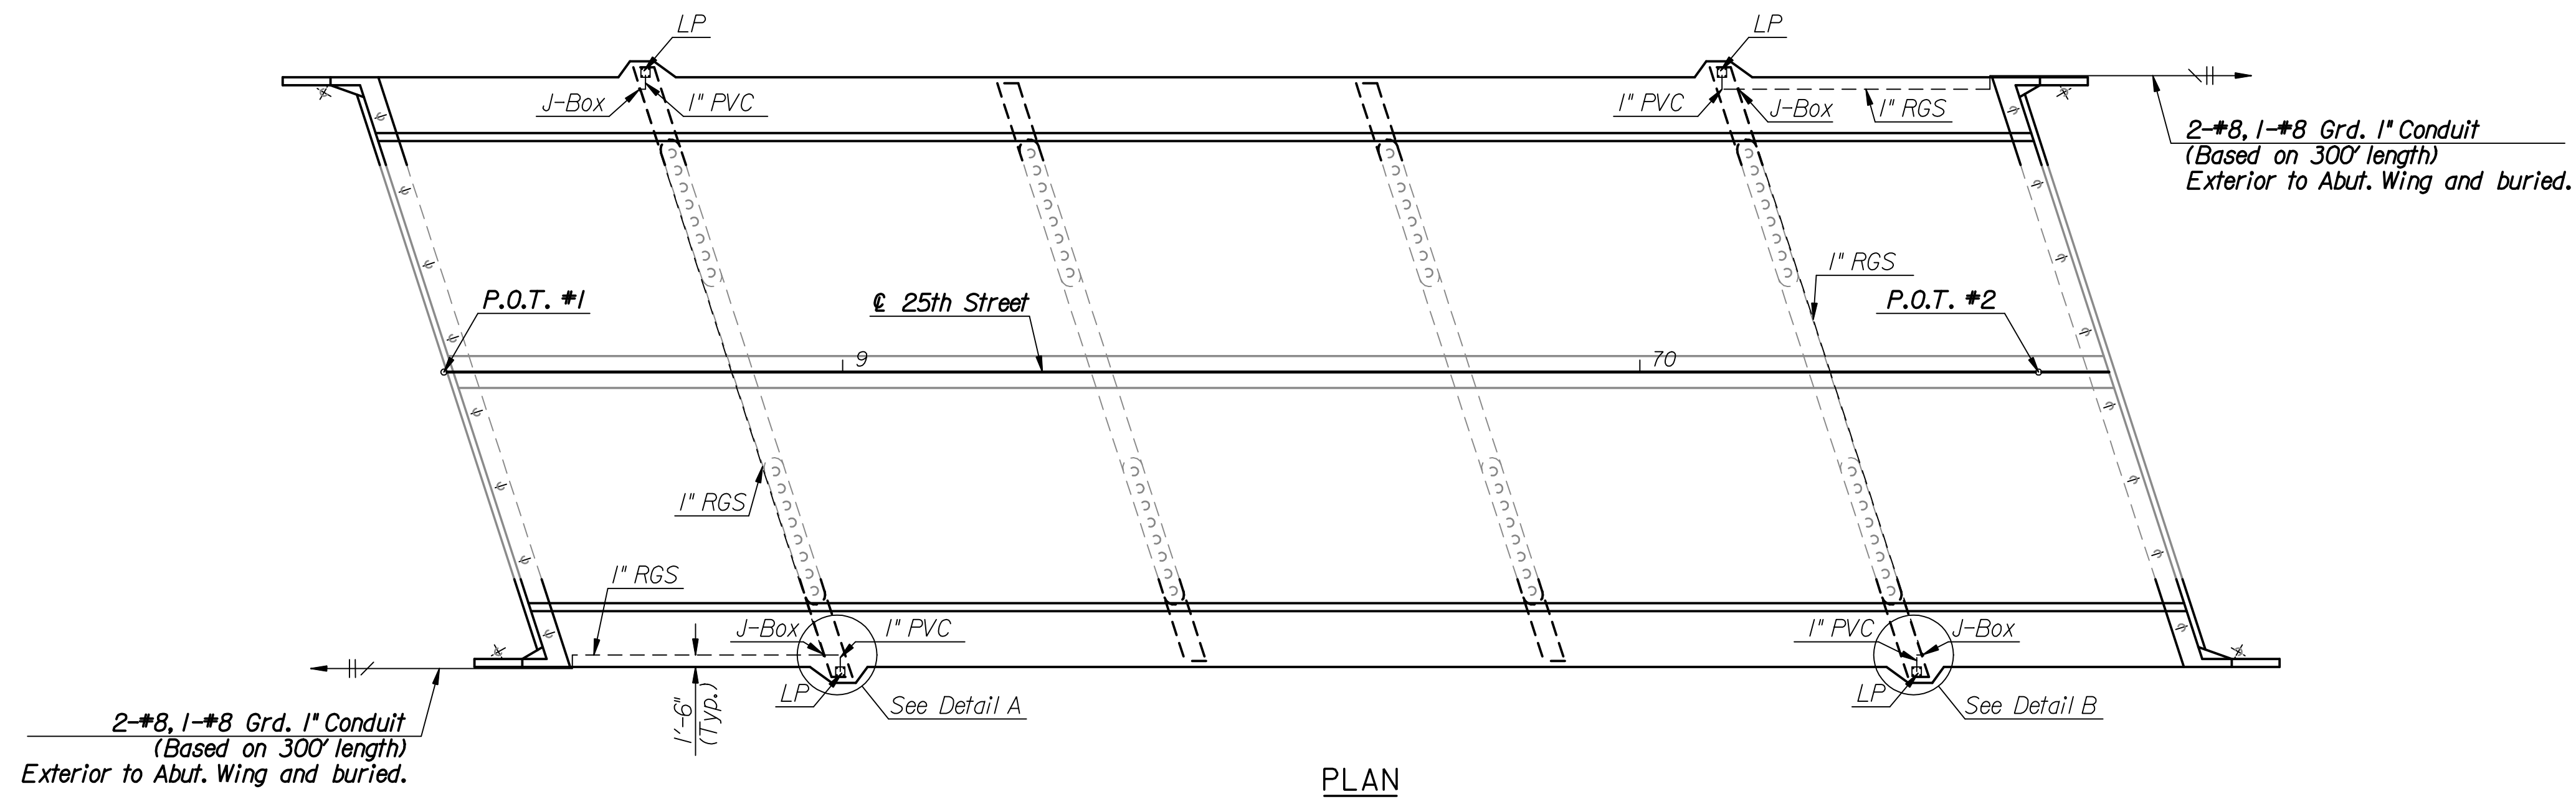 LP
LP
J-Box
1" PVC
1" PVC
J-Box
1" RGS
2-#8, 1-#8 Grd. 1" Conduit
(Based on 300' length)
Exterior to Abut. Wing and buried.
1" RGS
P.O.T. #1
℄ 25th Street
P.O.T. #2
9
70
1" RGS
1" RGS
J-Box
1" PVC
1" PVC
J-Box
LP
See Detail A
LP
See Detail B
1'-6"
(Typ.)
2-#8, 1-#8 Grd. 1" Conduit
(Based on 300' length)
Exterior to Abut. Wing and buried.
PLAN